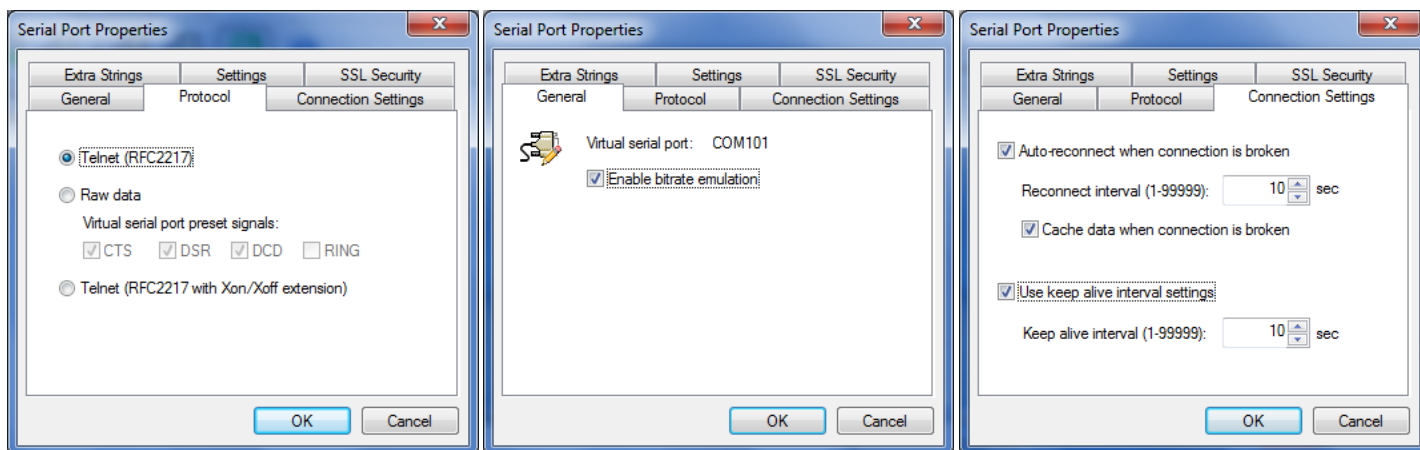 Serial Port Properties
Extra Strings Settings SSL Security
General Protocol Connection Settings
Telnet (RFC2217)
Raw data
Virtual serial port preset signals:
CTS DSR DCD RING
Telnet (RFC2217 with Xon/Xoff extension)
OK Cancel
Serial Port Properties
Extra Strings Settings SSL Security
General Protocol Connection Settings
Virtual serial port: COM101
Enable bitrate emulation
OK Cancel
Serial Port Properties
Extra Strings Settings SSL Security
General Protocol Connection Settings
Auto-reconnect when connection is broken
Reconnect interval (1-99999): 10 sec
Cache data when connection is broken
Use keep alive interval settings
Keep alive interval (1-99999): 10 sec
OK Cancel